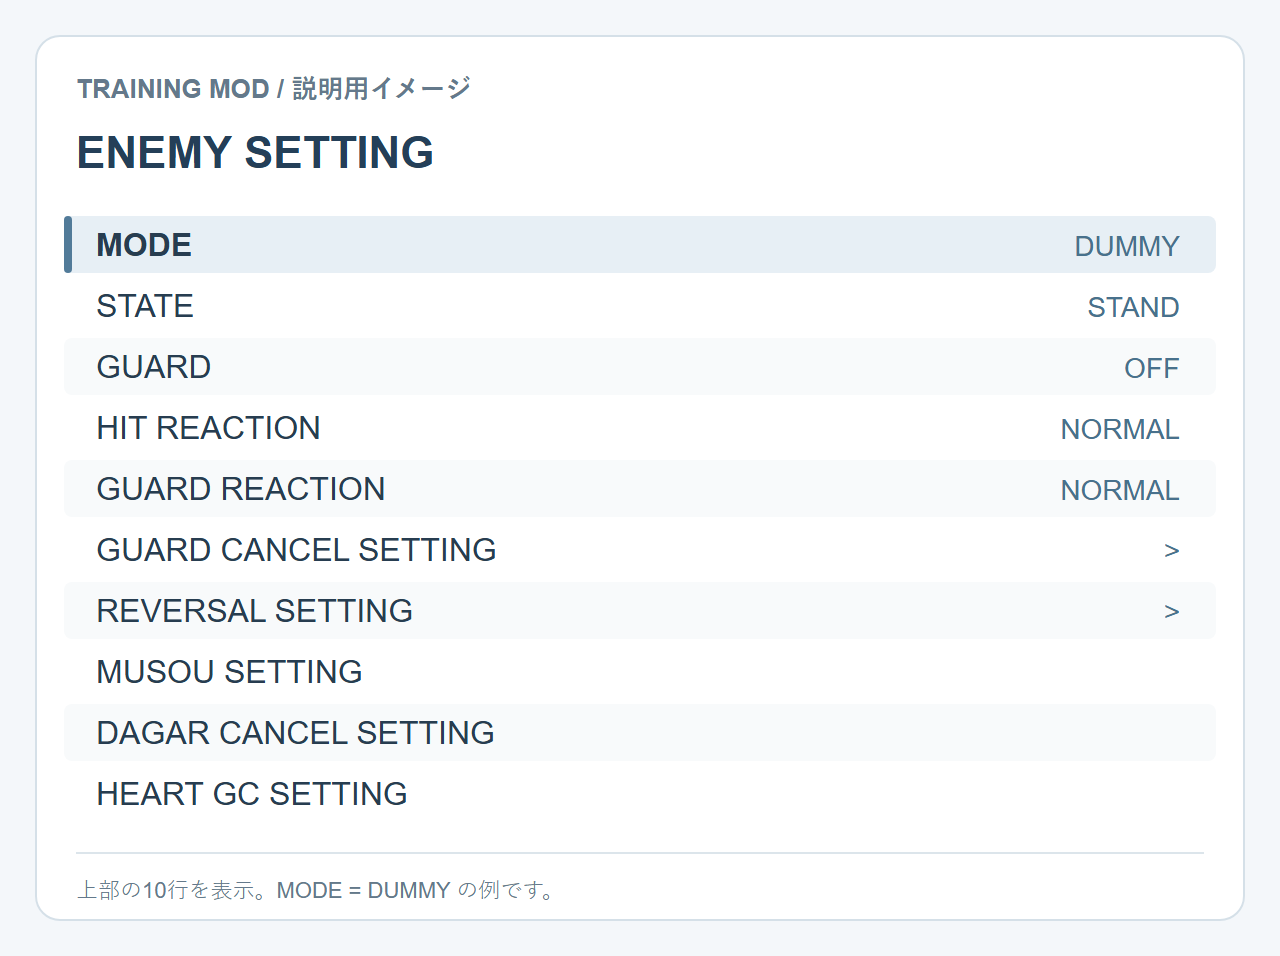 TRAINING MOD / 説明用イメージ
ENEMY SETTING
MODE DUMMY
STATE STAND
GUARD OFF
HIT REACTION NORMAL
GUARD REACTION NORMAL
GUARD CANCEL SETTING >
REVERSAL SETTING >
MUSOU SETTING
DAGAR CANCEL SETTING
HEART GC SETTING
上部の10行を表示。MODE = DUMMY の例です。